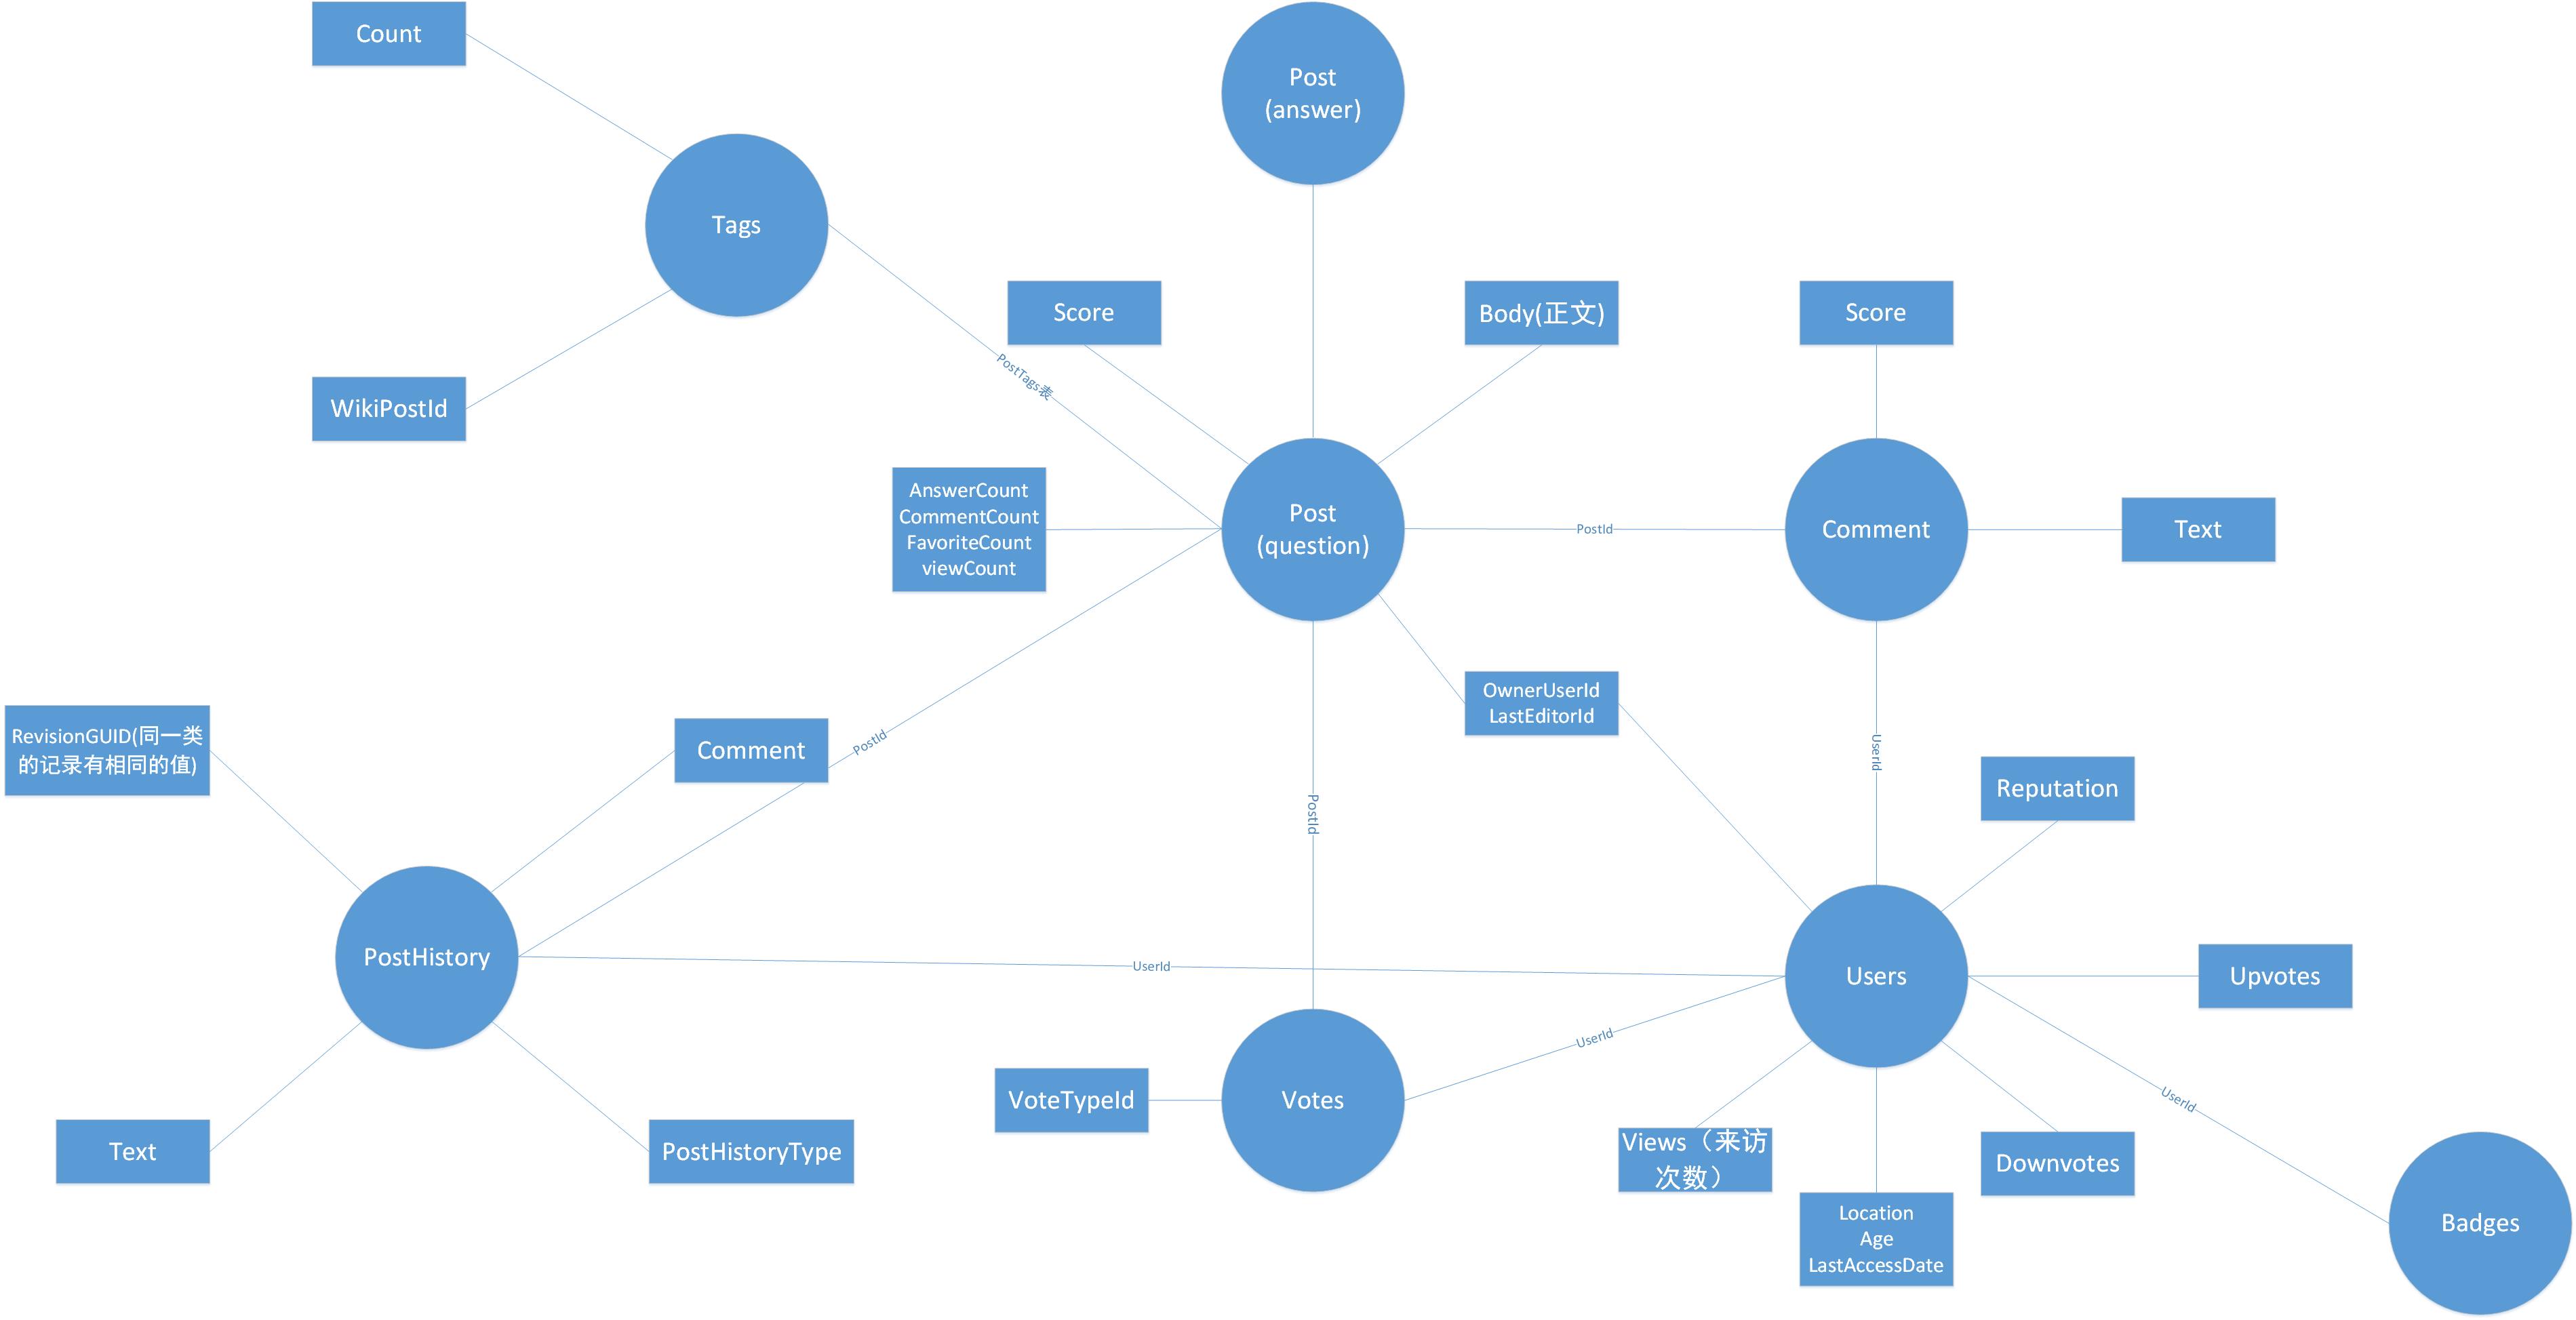 Count
Post
(answer)
Tags
Score
Body(正文)
Score
PostTags表
WikiPostId
AnswerCount
CommentCount
FavoriteCount
viewCount
Post
(question)
PostId
Comment
Text
OwnerUserId
LastEditorId
RevisionGUID(同一类
的记录有相同的值)
Comment
PostId
UserId
PostId
Reputation
PostHistory
UserId
Users
Upvotes
UserId
VoteTypeId
Votes
UserId
Text
PostHistoryType
Views（来访
次数）
Downvotes
Location
Age
LastAccessDate
Badges